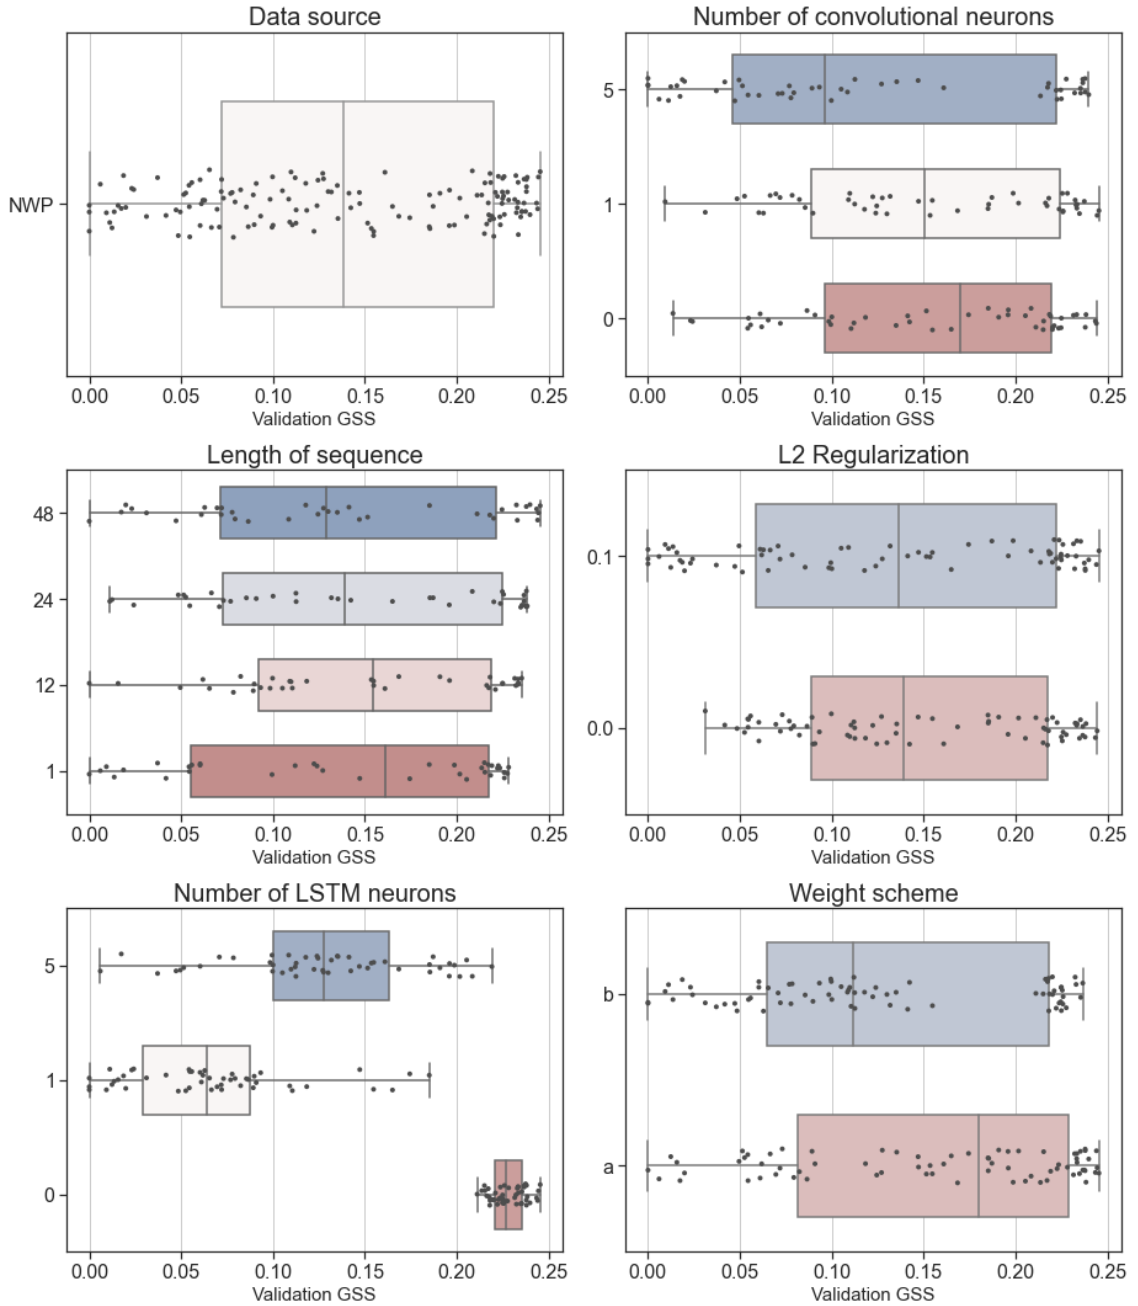 Data source
NWP
0.00 0.05 0.10 0.15 0.20 0.25
Validation GSS
Number of convolutional neurons
5
1
0
0.00 0.05 0.10 0.15 0.20 0.25
Validation GSS
Length of sequence
48
24
12
1
0.00 0.05 0.10 0.15 0.20 0.25
Validation GSS
L2 Regularization
0.1
0.0
0.00 0.05 0.10 0.15 0.20 0.25
Validation GSS
Number of LSTM neurons
5
1
0
0.00 0.05 0.10 0.15 0.20 0.25
Validation GSS
Weight scheme
b
a
0.00 0.05 0.10 0.15 0.20 0.25
Validation GSS